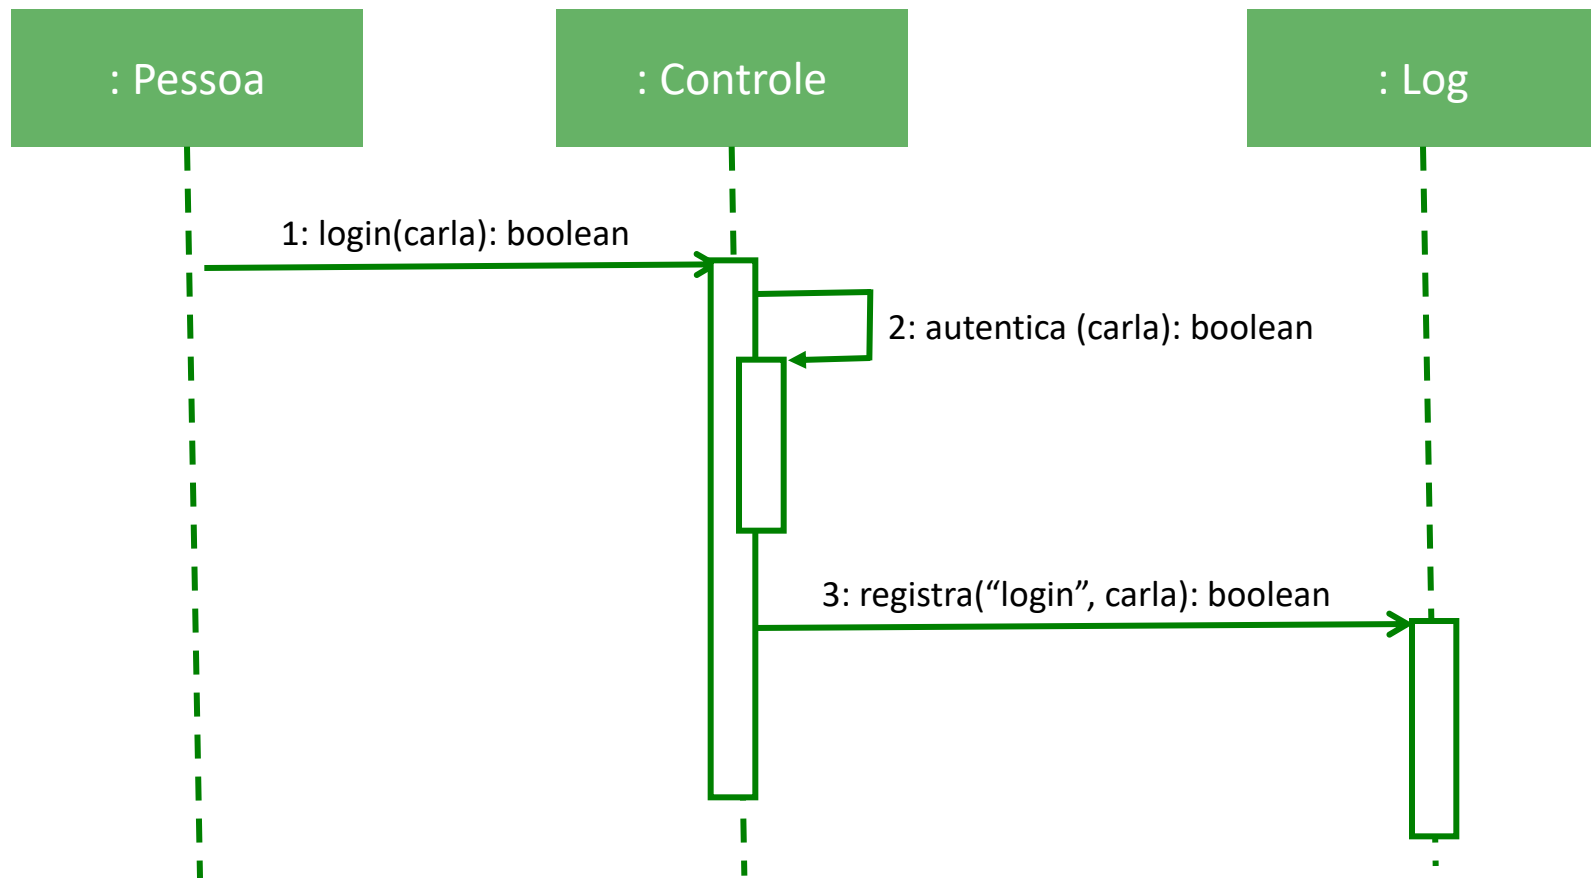 : Pessoa
: Controle
: Log
1: login(carla): boolean
2: autentica (carla): boolean
3: registra(“login”, carla): boolean